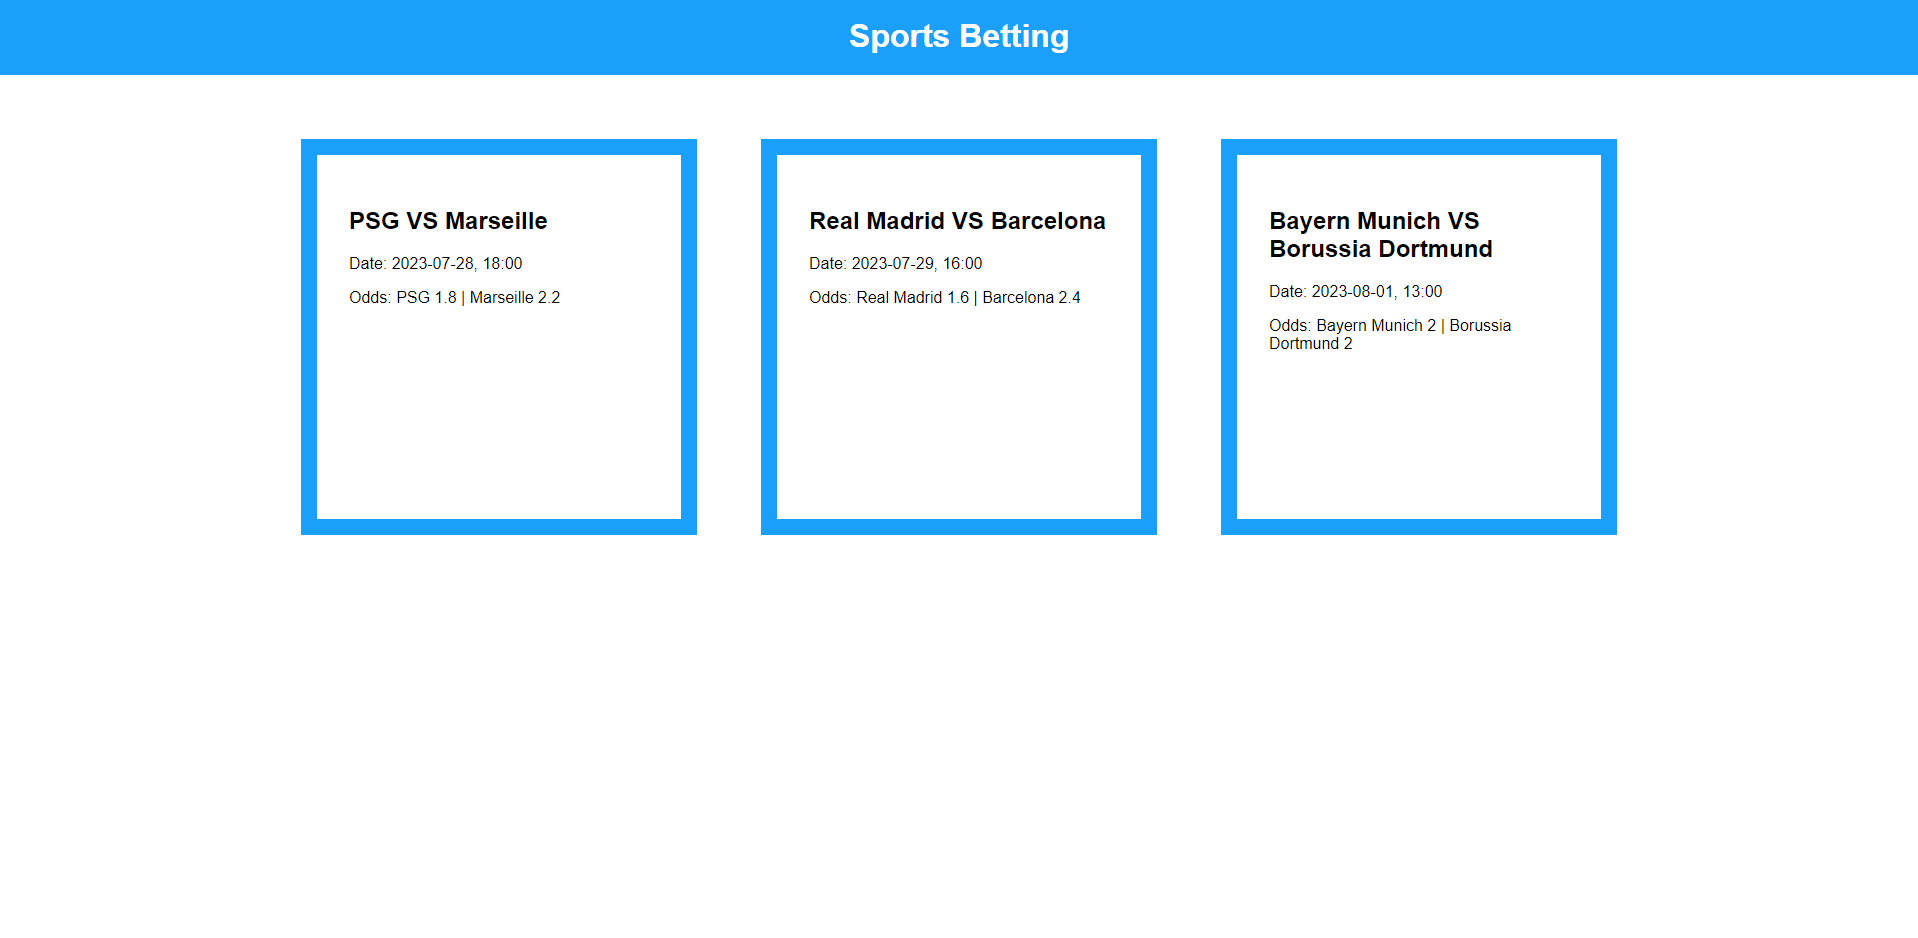 Sports Betting
PSG VS Marseille
Date: 2023-07-28, 18:00
Odds: PSG 1.8 | Marseille 2.2
Real Madrid VS Barcelona
Date: 2023-07-29, 16:00
Odds: Real Madrid 1.6 | Barcelona 2.4
Bayern Munich VS
Borussia Dortmund
Date: 2023-08-01, 13:00
Odds: Bayern Munich 2 | Borussia
Dortmund 2